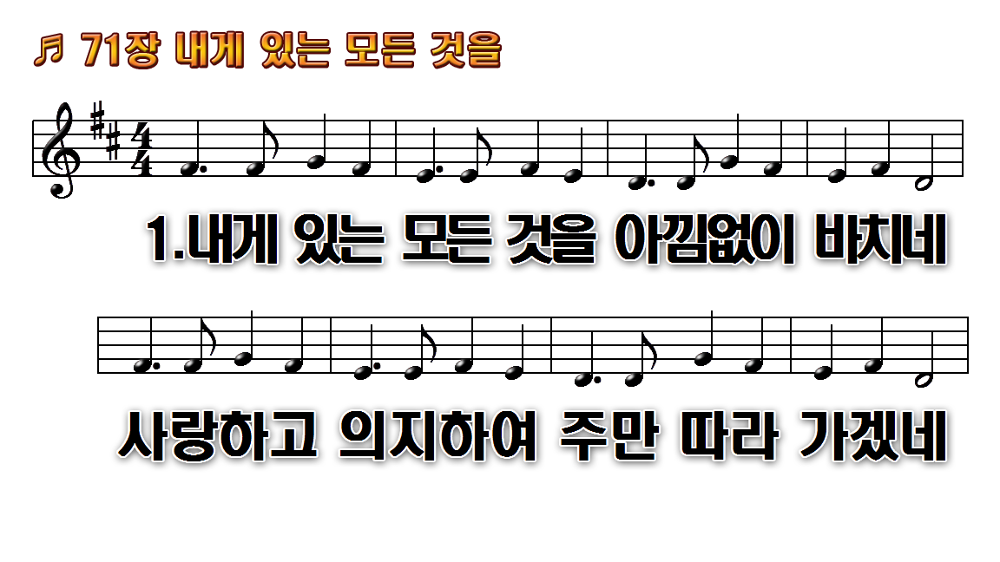 ♬ 71장 내게 있는 모든 것을
1.내게 있는 모든 것을 아낌없이 바치네
사랑하고 의지하여 주만 따라 가겠네